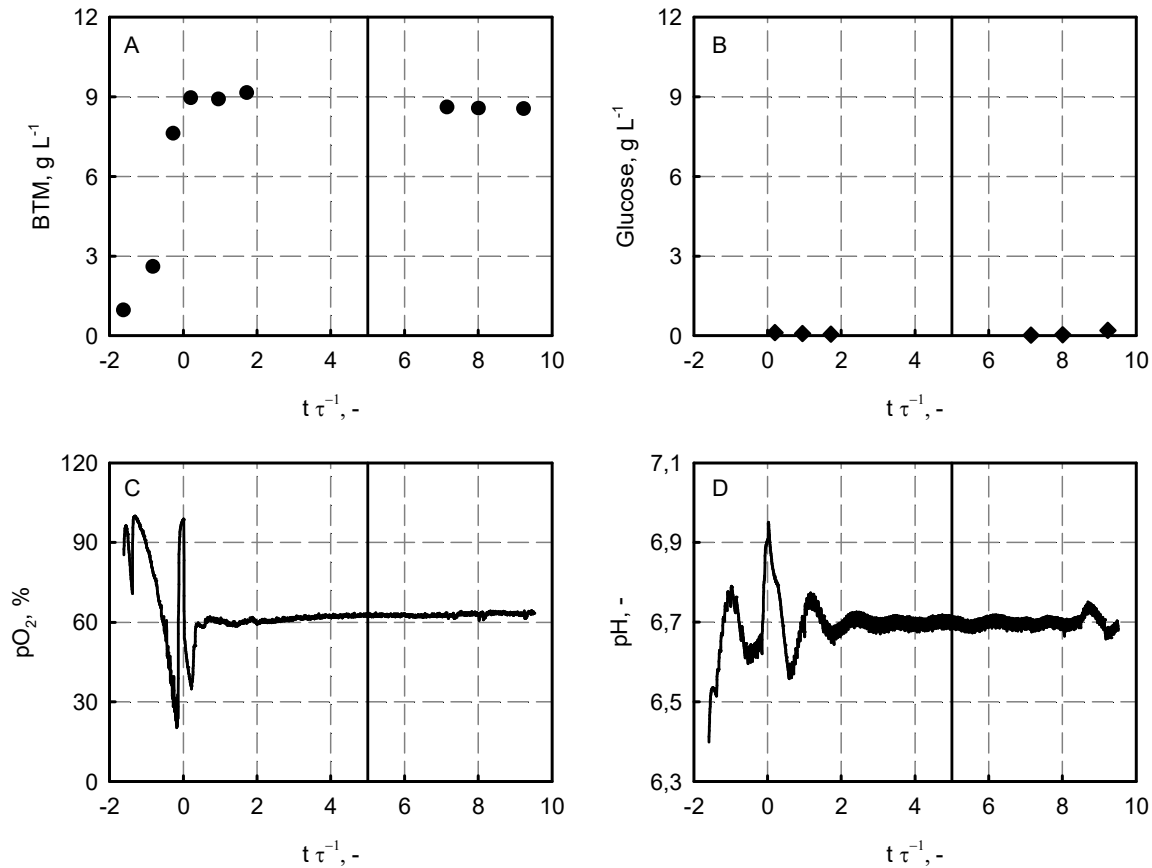 A
BTM, g L-1
12
9
6
3
0
-2 0 2 4 6 8 10
t τ−1, -
B
Glucose, g L-1
12
9
6
3
0
-2 0 2 4 6 8 10
t τ−1, -
C
pO2, %
120
90
60
30
0
-2 0 2 4 6 8 10
t τ−1, -
D
pH, -
7,1
6,9
6,7
6,5
6,3
-2 0 2 4 6 8 10
t τ−1, -